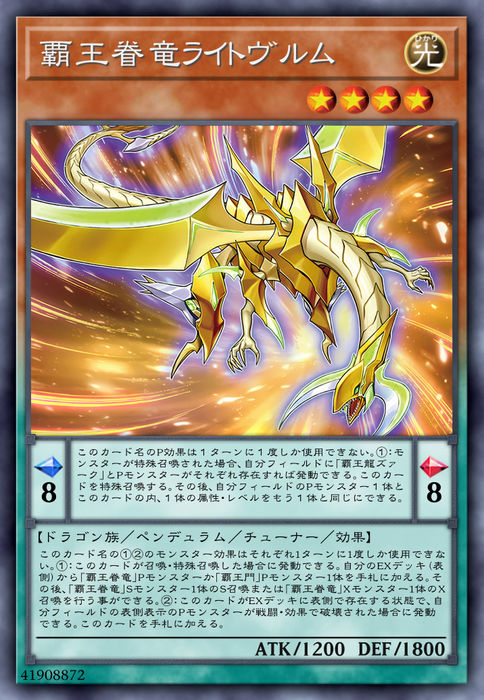 覇王眷竜ライトヴルム
ひかり
光
このカード名のP効果は1ターンに1度しか使用できない。①:モ
ンスターが特殊召喚された場合、自分フィールドに「覇王龍ズァ
ーク」とPモンスターがそれぞれ存在すれば発動できる。このカー
ドを特殊召喚する。その後、自分フィールドのPモンスター1体と
このカードの内、1体の属性・レベルをもう1体と同じにできる。
8
8
【ドラゴン族/ペンデュラム/チューナー/効果】
このカード名の①②のモンスター効果はそれぞれ1ターンに1度しか使用できな
い。①:このカードが召喚・特殊召喚した場合に発動できる。自分のEXデッキ(表
側)から「覇王眷竜」Pモンスターか「覇王門」Pモンスター1体を手札に加える。そ
の後、「覇王眷竜」Sモンスター1体のS召喚または「覇王眷竜」Xモンスター1体のX
召喚を行う事ができる。②:このカードがEXデッキに表側で存在する状態で、自
分フィールドの表側表示のPモンスターが戦闘・効果で破壊された場合に発動
できる。このカードを手札に加える。
ATK/1200 DEF/1800
41908872